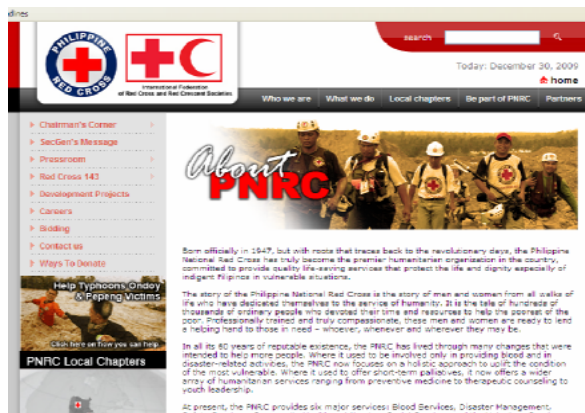 dlines
PHILIPPINE
RED CROSS
International Federation
of Red Cross and Red Crescent Societies
search
Today: December 30, 2009
home
Who we are What we do Local chapters Be part of PNRC Partners
Chairman's Corner
SecGen's Message
Pressroom
Red Cross 143
Development Projects
Careers
Bidding
Contact us
Ways To Donate
Help Typhoons Ondoy
& Pepeng Victims
Click here on how you can help.
PNRC Local Chapters
About
PNRC
Born officially in 1947, but with roots that traces back to the revolutionary days, the Philippine
National Red Cross has truly become the premier humanitarian organization in the country,
committed to provide quality life-saving services that protect the life and dignity especially of
indigent Filipinos in vulnerable situations.
The story of the Philippine National Red Cross is the story of men and women from all walks of
life who have dedicated themselves to the service of humanity. It is the tale of hundreds of
thousands of ordinary people who devoted their time and resources to help the poorest of the
poor. Professionally trained and truly compassionate, these men and women are ready to lend
a helping hand to those in need – whoever, whenever and wherever they may be.
In all its 60 years of reputable existence, the PNRC has lived through many changes that were
intended to help more people. Where it used to be involved only in providing blood and in
disaster-related activities, the PNRC now focuses on a holistic approach to uplift the condition
of the most vulnerable. Where it used to offer short-term palliatives, it now offers a wider
array of humanitarian services ranging from preventive medicine to therapeutic counseling to
youth leadership.
At present, the PNRC provides six major services: Blood Services, Disaster Management,